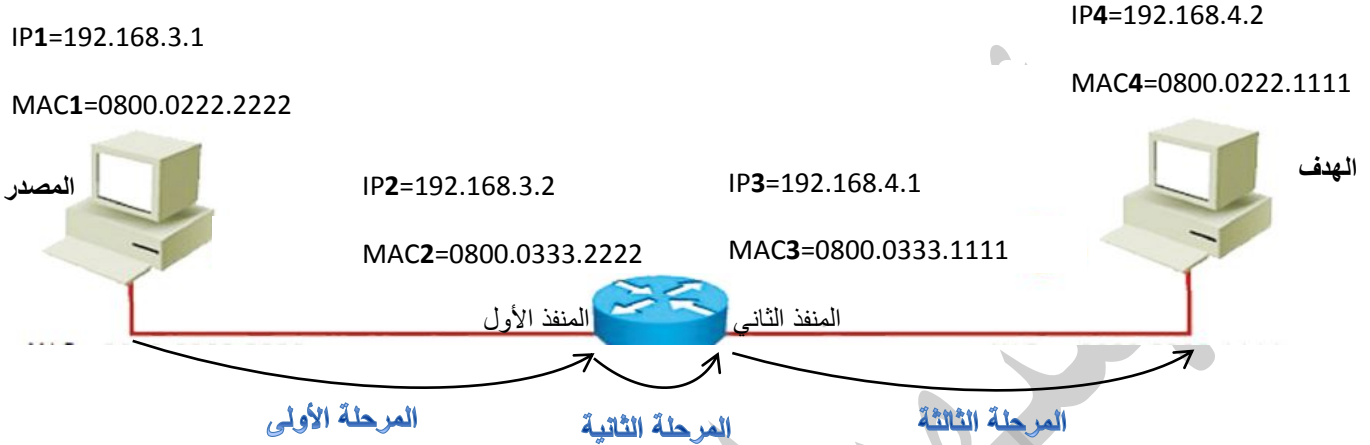 IP4=192.168.4.2
IP1=192.168.3.1
MAC4=0800.0222.1111
MAC1=0800.0222.2222
الهدف
المصدر
IP2=192.168.3.2
IP3=192.168.4.1
MAC2=0800.0333.2222
MAC3=0800.0333.1111
المنفذ الأول
المنفذ الثاني
المرحلة الأولى
المرحلة الثانية
المرحلة الثالثة